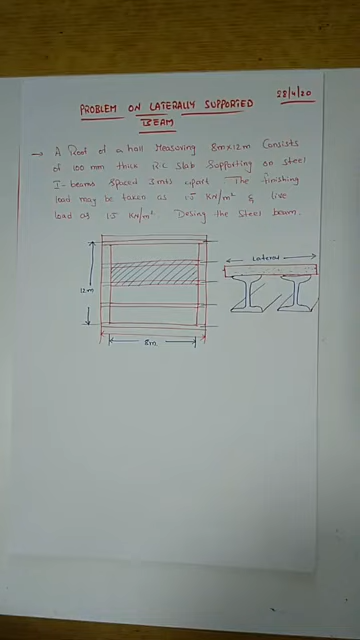 28/4/20
PROBLEM ON LATERALLY SUPPORTED
BEAM
→ A Roof of a hall Measuring 8m×12m Consists
of 100 mm thick R.C slab Supporting on steel
I-beams Spaced 3mts apart. The finishing
load may be taken as 1.5 KN/m² & live
load as 1.5 KN/m². Desing the steel beam.
Lateral
12m
8m